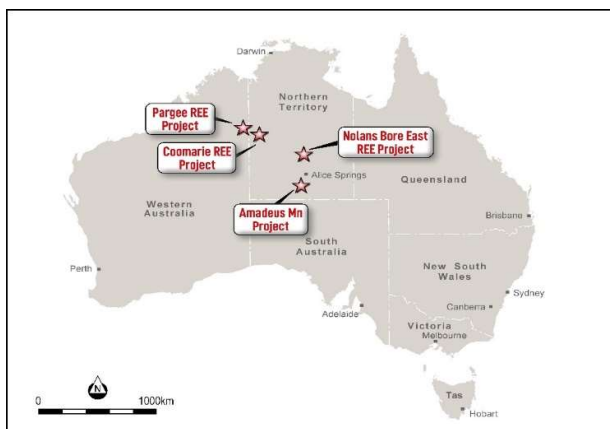 Darwin
Northern
Territory
Pargee REE
Project
Coomarie REE
Project
Nolans Bore East
REE Project
Alice Springs
Amadeus Mn
Project
Western
Australia
Queensland
South
Australia
Brisbane
New South
Wales
Perth
Sydney
Canberra
Adelaide
Victoria
Melbourne
Tas
Hobart
N
0
1000km